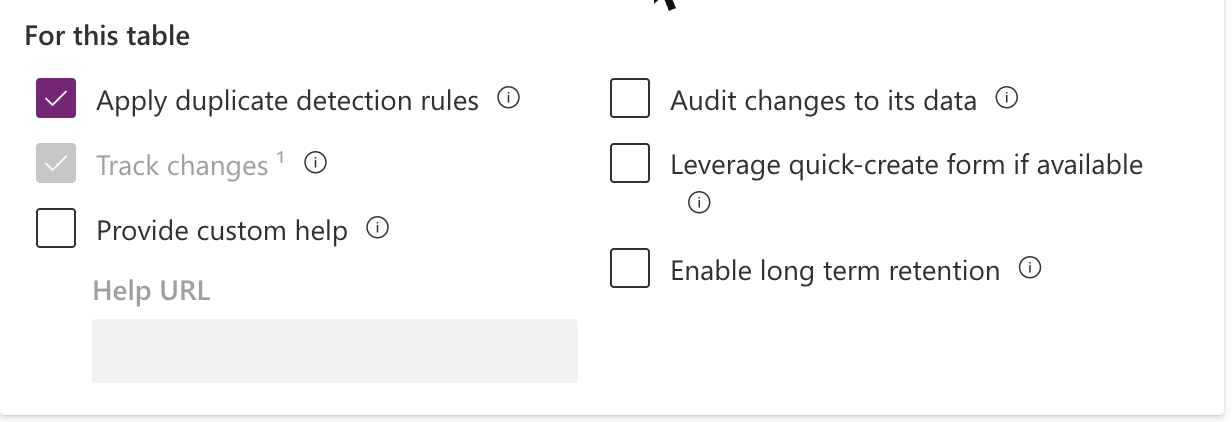 For this table
Apply duplicate detection rules
Track changes ¹
Provide custom help
Help URL
Audit changes to its data
Leverage quick-create form if available
Enable long term retention